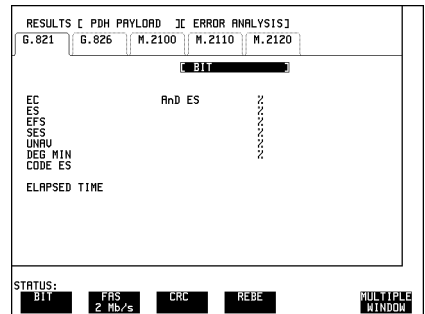 RESULTS [ PDH PAYLOAD ][ ERROR ANALYSIS]
G.821 G.826 M.2100 M.2110 M.2120
[ BIT ]
EC AnD ES %
ES %
EFS %
SES %
UNAV %
DEG MIN %
CODE ES
ELAPSED TIME
STATUS:
BIT FAS 2 Mb/s CRC REBE MULTIPLE WINDOW